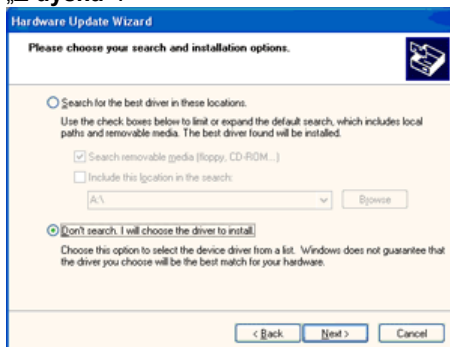 Hardware Update Wizard
Please choose your search and installation options.
Search for the best driver in these locations.
Use the check boxes below to limit or expand the default search, which includes local
paths and removable media. The best driver found will be installed.
Search removable media (floppy, CD-ROM...)
Include this location in the search:
A:\
Browse
Don't search. I will choose the driver to install.
Choose this option to select the device driver from a list. Windows does not guarantee that
the driver you choose will be the best match for your hardware.
< Back
Next >
Cancel